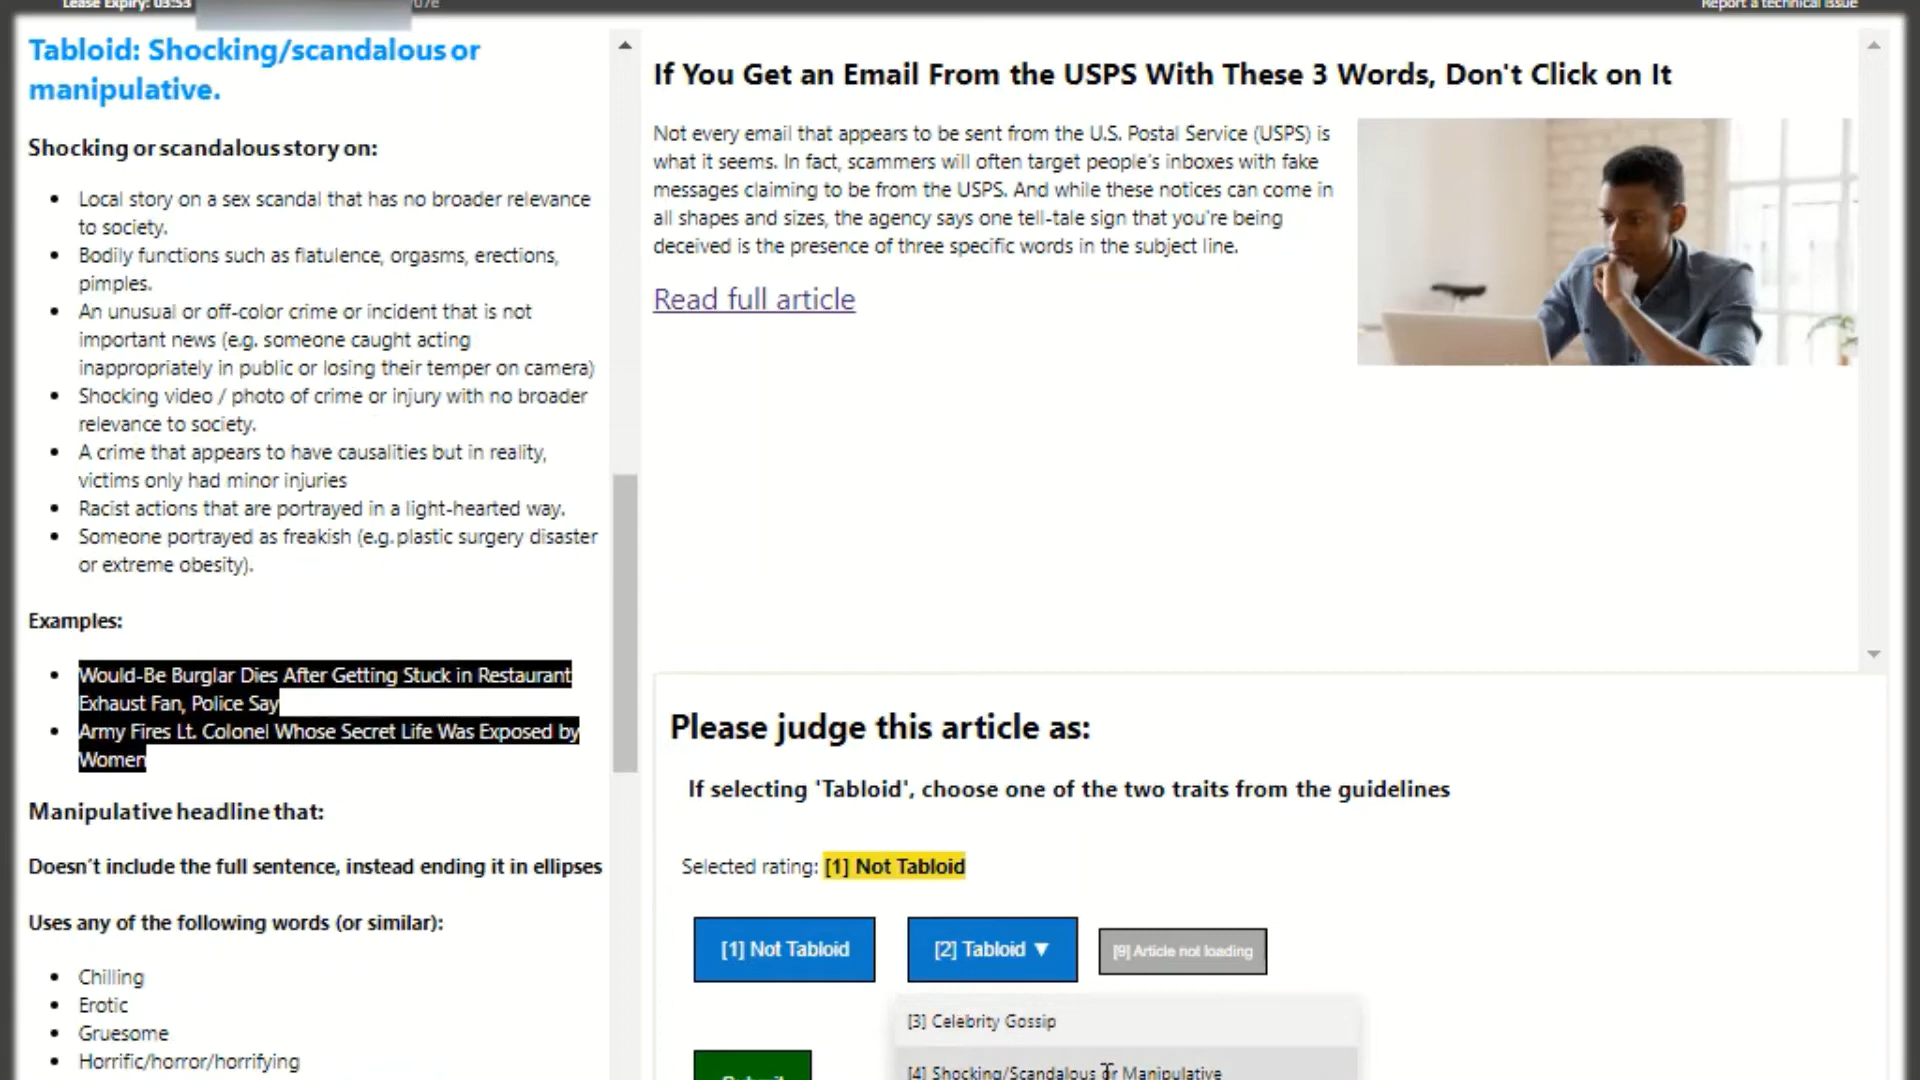 Lease Expiry: 03:53
07e
Report a technical issue
Tabloid: Shocking/scandalous or
manipulative.
Shocking or scandalous story on:
Local story on a sex scandal that has no broader relevance
to society.
Bodily functions such as flatulence, orgasms, erections,
pimples.
An unusual or off-color crime or incident that is not
important news (e.g. someone caught acting
inappropriately in public or losing their temper on camera)
Shocking video / photo of crime or injury with no broader
relevance to society.
A crime that appears to have causalities but in reality,
victims only had minor injuries
Racist actions that are portrayed in a light-hearted way.
Someone portrayed as freakish (e.g. plastic surgery disaster
or extreme obesity).
Examples:
Would-Be Burglar Dies After Getting Stuck in Restaurant
Exhaust Fan, Police Say
Army Fires Lt. Colonel Whose Secret Life Was Exposed by
Women
Manipulative headline that:
Doesn't include the full sentence, instead ending it in ellipses
Uses any of the following words (or similar):
Chilling
Erotic
Gruesome
Horrific/horror/horrifying
If You Get an Email From the USPS With These 3 Words, Don't Click on It
Not every email that appears to be sent from the U.S. Postal Service (USPS) is
what it seems. In fact, scammers will often target people's inboxes with fake
messages claiming to be from the USPS. And while these notices can come in
all shapes and sizes, the agency says one tell-tale sign that you're being
deceived is the presence of three specific words in the subject line.
Read full article
Please judge this article as:
If selecting 'Tabloid', choose one of the two traits from the guidelines
Selected rating: [1] Not Tabloid
[1] Not Tabloid
[2] Tabloid ▼
[9] Article not loading
[3] Celebrity Gossip
[4] Shocking/Scandalous or Manipulative
Submit